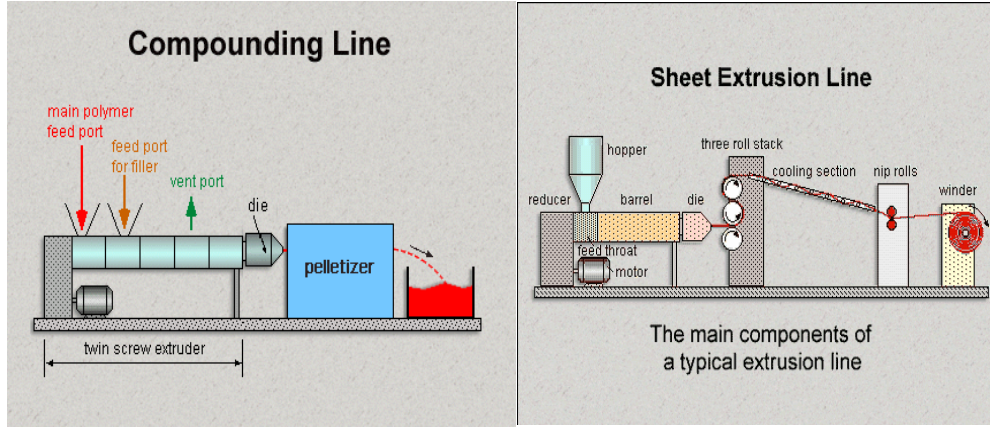 Compounding Line
main polymer
feed port
feed port
for filler
vent port
die
pelletizer
twin screw extruder
Sheet Extrusion Line
three roll stack
hopper
cooling section
nip rolls
reducer
barrel
die
winder
feed throat
motor
The main components of
a typical extrusion line